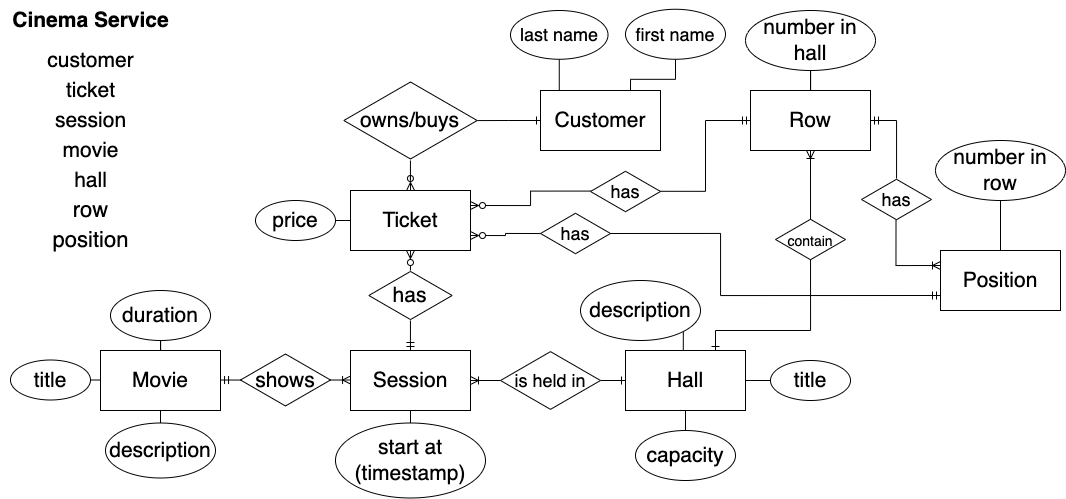 Cinema Service
customer
ticket
session
movie
hall
row
position
last name
first name
number in
hall
owns/buys
Customer
Row
number in
row
has
has
price
Ticket
has
contain
Position
has
description
duration
title
Movie
shows
Session
is held in
Hall
title
description
start at
(timestamp)
capacity